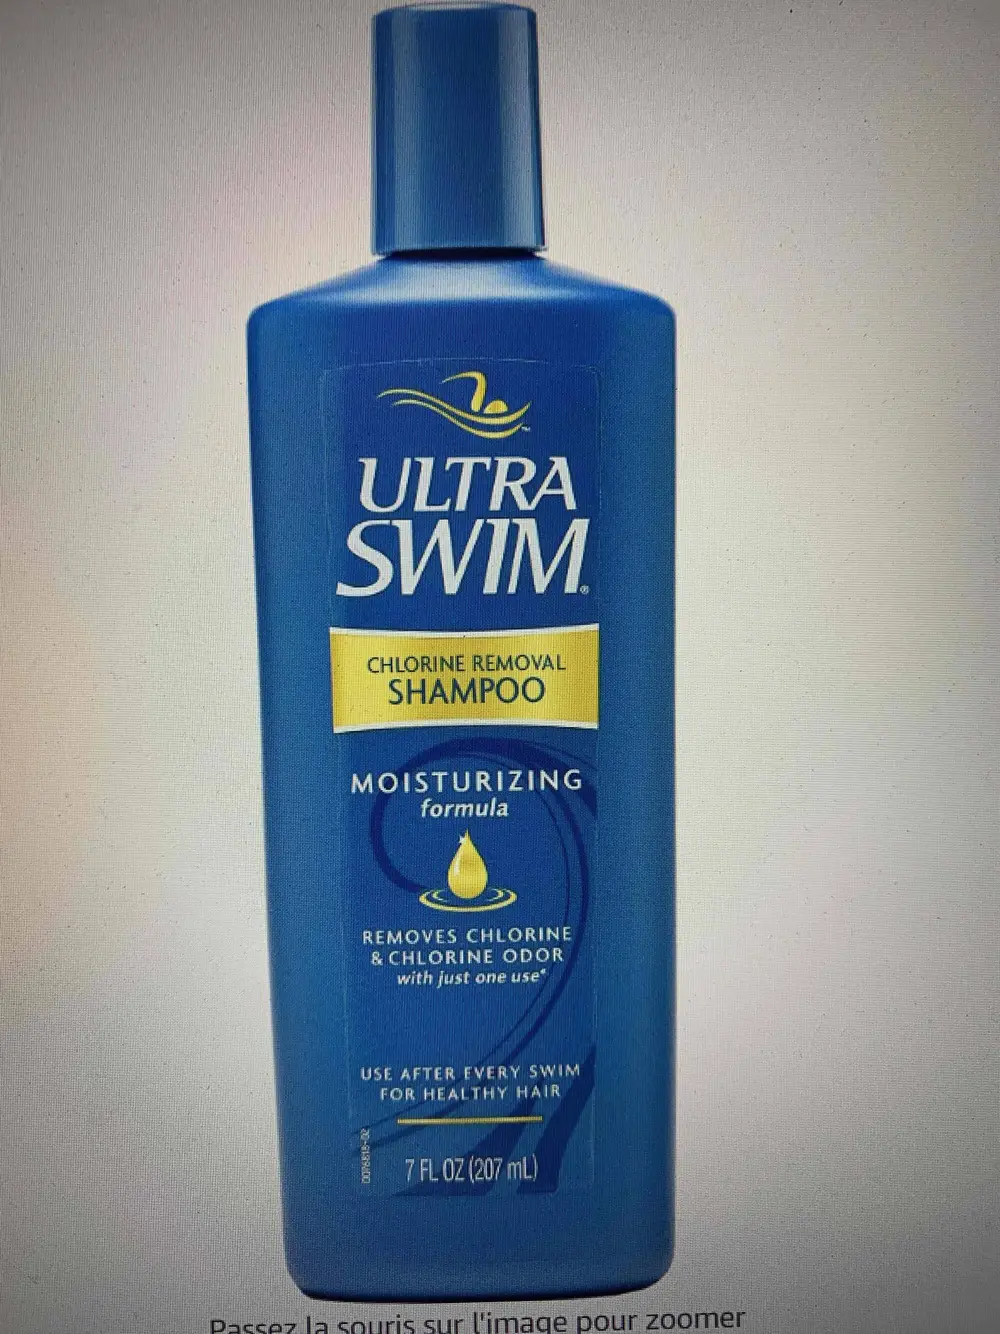 ULTRA
SWIM®
CHLORINE REMOVAL
SHAMPOO
MOISTURIZING
formula
REMOVES CHLORINE
& CHLORINE ODOR
with just one use*
USE AFTER EVERY SWIM
FOR HEALTHY HAIR
7 FL OZ (207 mL)
Passez la souris sur l'image pour zoomer